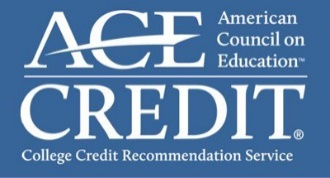 ACE American
Council on
Education™
CREDIT®
College Credit Recommendation Service